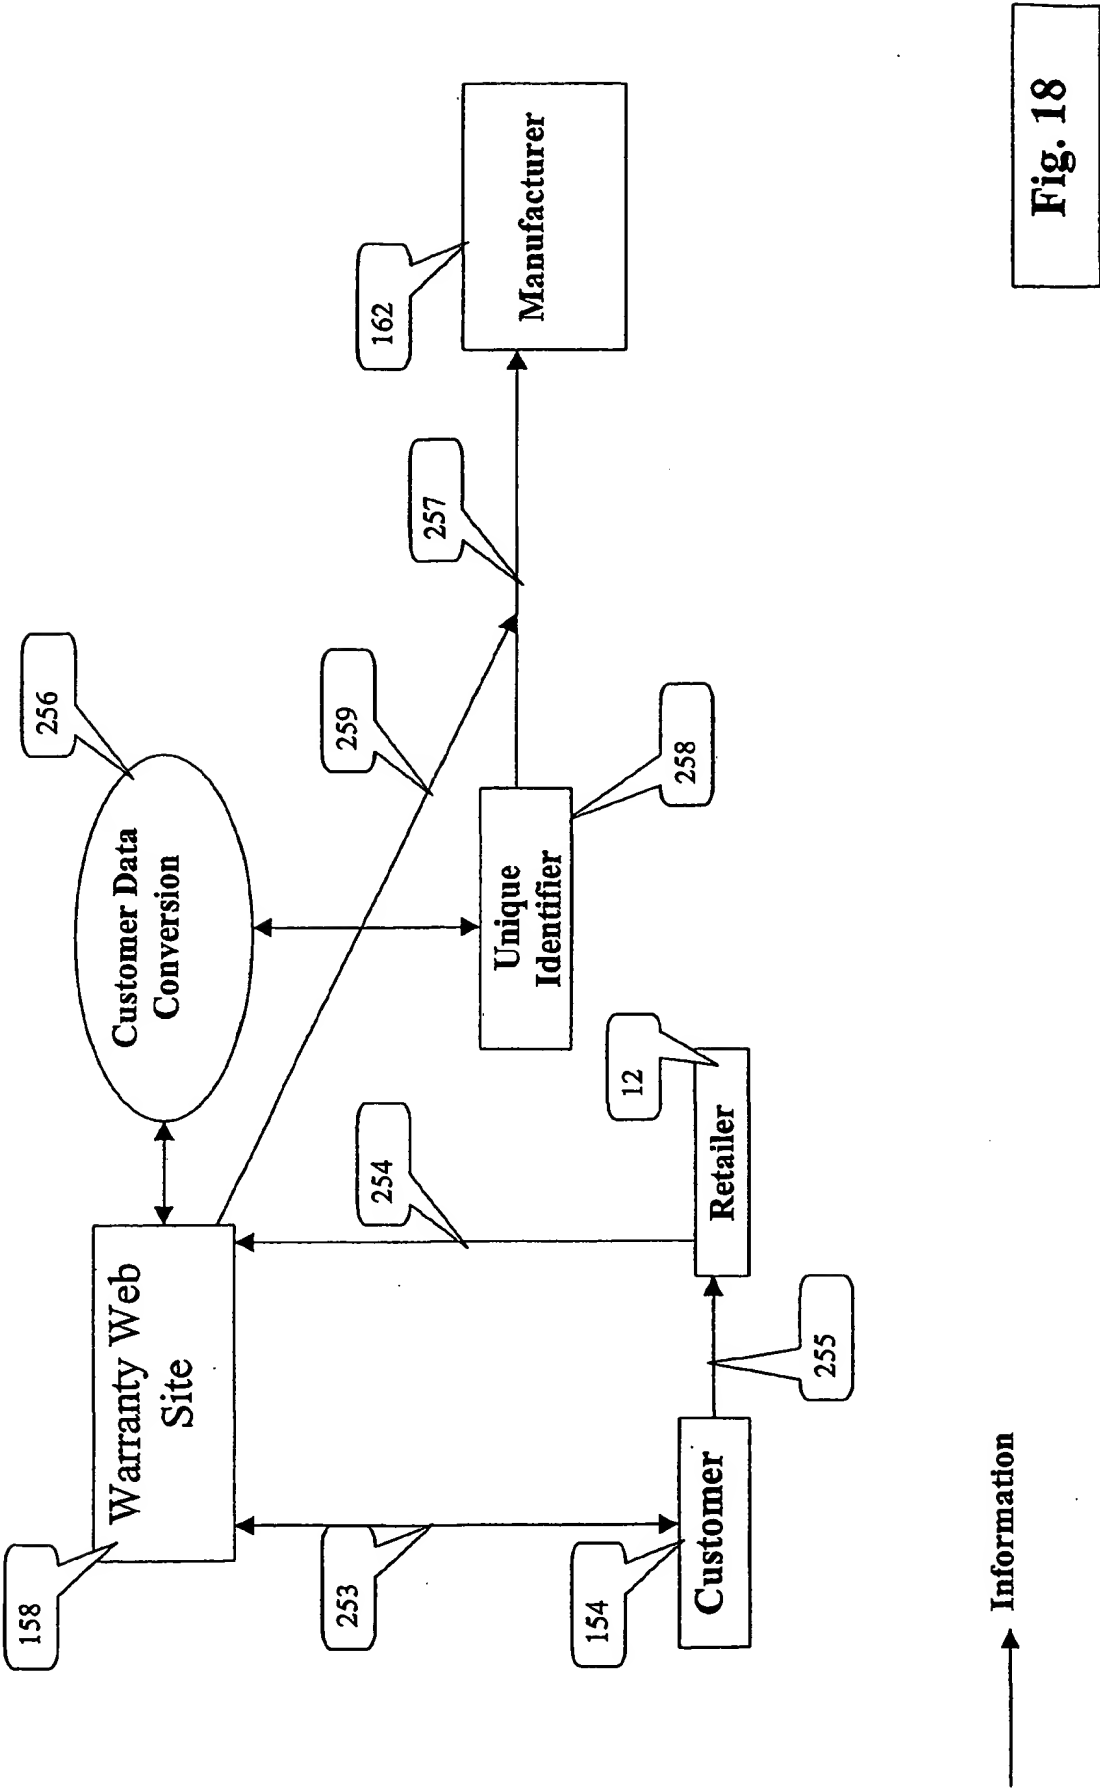 158
Warranty Web
Site
256
Customer Data
Conversion
253
254
259
162
257
Manufacturer
Unique
Identifier
258
154
Customer
255
12
Retailer
Information
Fig. 18